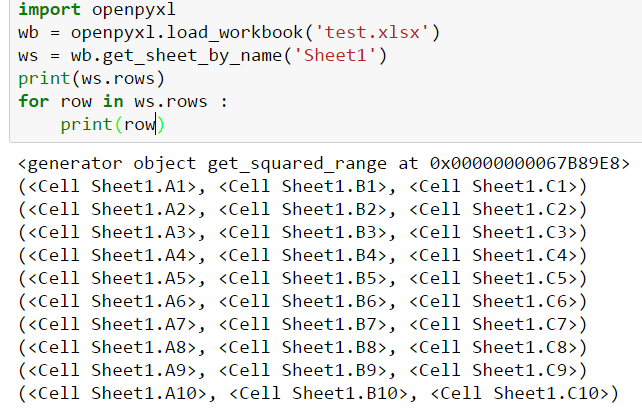 import openpyxl
wb = openpyxl.load_workbook('test.xlsx')
ws = wb.get_sheet_by_name('Sheet1')
print(ws.rows)
for row in ws.rows :
    print(row)
<generator object get_squared_range at 0x00000000067B89E8>
(<Cell Sheet1.A1>, <Cell Sheet1.B1>, <Cell Sheet1.C1>)
(<Cell Sheet1.A2>, <Cell Sheet1.B2>, <Cell Sheet1.C2>)
(<Cell Sheet1.A3>, <Cell Sheet1.B3>, <Cell Sheet1.C3>)
(<Cell Sheet1.A4>, <Cell Sheet1.B4>, <Cell Sheet1.C4>)
(<Cell Sheet1.A5>, <Cell Sheet1.B5>, <Cell Sheet1.C5>)
(<Cell Sheet1.A6>, <Cell Sheet1.B6>, <Cell Sheet1.C6>)
(<Cell Sheet1.A7>, <Cell Sheet1.B7>, <Cell Sheet1.C7>)
(<Cell Sheet1.A8>, <Cell Sheet1.B8>, <Cell Sheet1.C8>)
(<Cell Sheet1.A9>, <Cell Sheet1.B9>, <Cell Sheet1.C9>)
(<Cell Sheet1.A10>, <Cell Sheet1.B10>, <Cell Sheet1.C10>)